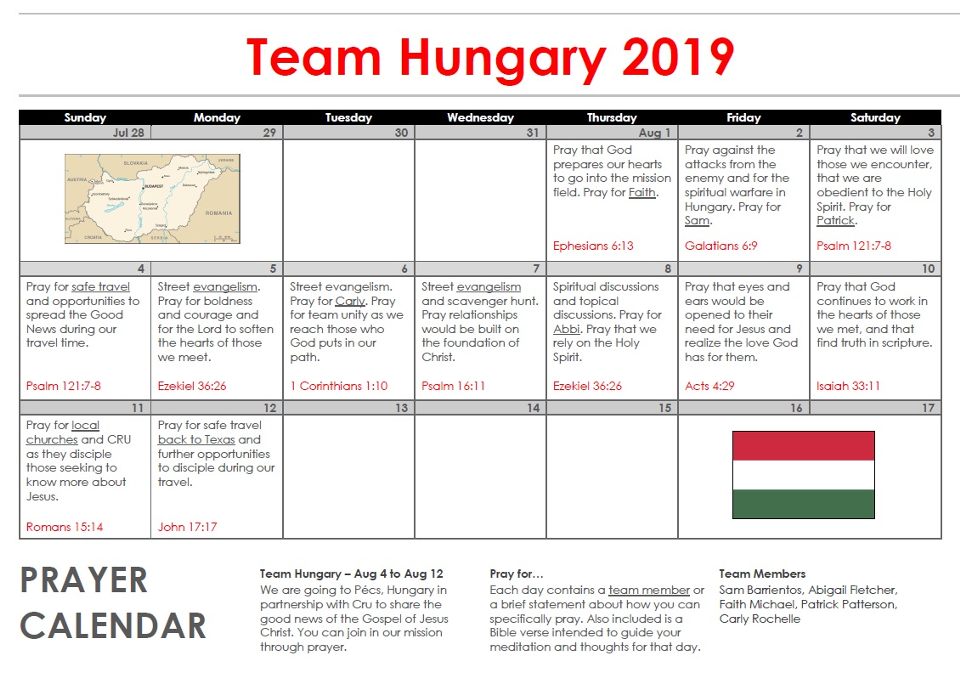 Team Hungary 2019
Sunday Monday Tuesday Wednesday Thursday Friday Saturday
Jul 28 29 30 31 Aug 1 2 3
SLOVAKIA
AUSTRIA
BUDAPEST
ROMANIA
CROATIA
SERBIA
Pray that God
prepares our hearts
to go into the mission
field. Pray for Faith.
Ephesians 6:13
Pray against the
attacks from the
enemy and for the
spiritual warfare in
Hungary. Pray for
Sam.
Galatians 6:9
Pray that we will love
those we encounter,
that we are
obedient to the Holy
Spirit. Pray for
Patrick.
Psalm 121:7-8
4 5 6 7 8 9 10
Pray for safe travel
and opportunities to
spread the Good
News during our
travel time.
Psalm 121:7-8
Street evangelism.
Pray for boldness
and courage and
for the Lord to soften
the hearts of those
we meet.
Ezekiel 36:26
Street evangelism.
Pray for Carly. Pray
for team unity as we
reach those who
God puts in our
path.
1 Corinthians 1:10
Street evangelism
and scavenger hunt.
Pray relationships
would be built on
the foundation of
Christ.
Psalm 16:11
Spiritual discussions
and topical
discussions. Pray for
Abbi. Pray that we
rely on the Holy
Spirit.
Ezekiel 36:26
Pray that eyes and
ears would be
opened to their
need for Jesus and
realize the love God
has for them.
Acts 4:29
Pray that God
continues to work in
the hearts of those
we met, and that
find truth in scripture.
Isaiah 33:11
11 12 13 14 15 16 17
Pray for local
churches and CRU
as they disciple
those seeking to
know more about
Jesus.
Romans 15:14
Pray for safe travel
back to Texas and
further opportunities
to disciple during our
travel.
John 17:17
PRAYER
CALENDAR
Team Hungary – Aug 4 to Aug 12
We are going to Pécs, Hungary in
partnership with Cru to share the
good news of the Gospel of Jesus
Christ. You can join in our mission
through prayer.
Pray for…
Each day contains a team member or
a brief statement about how you can
specifically pray. Also included is a
Bible verse intended to guide your
meditation and thoughts for that day.
Team Members
Sam Barrientos, Abigail Fletcher,
Faith Michael, Patrick Patterson,
Carly Rochelle